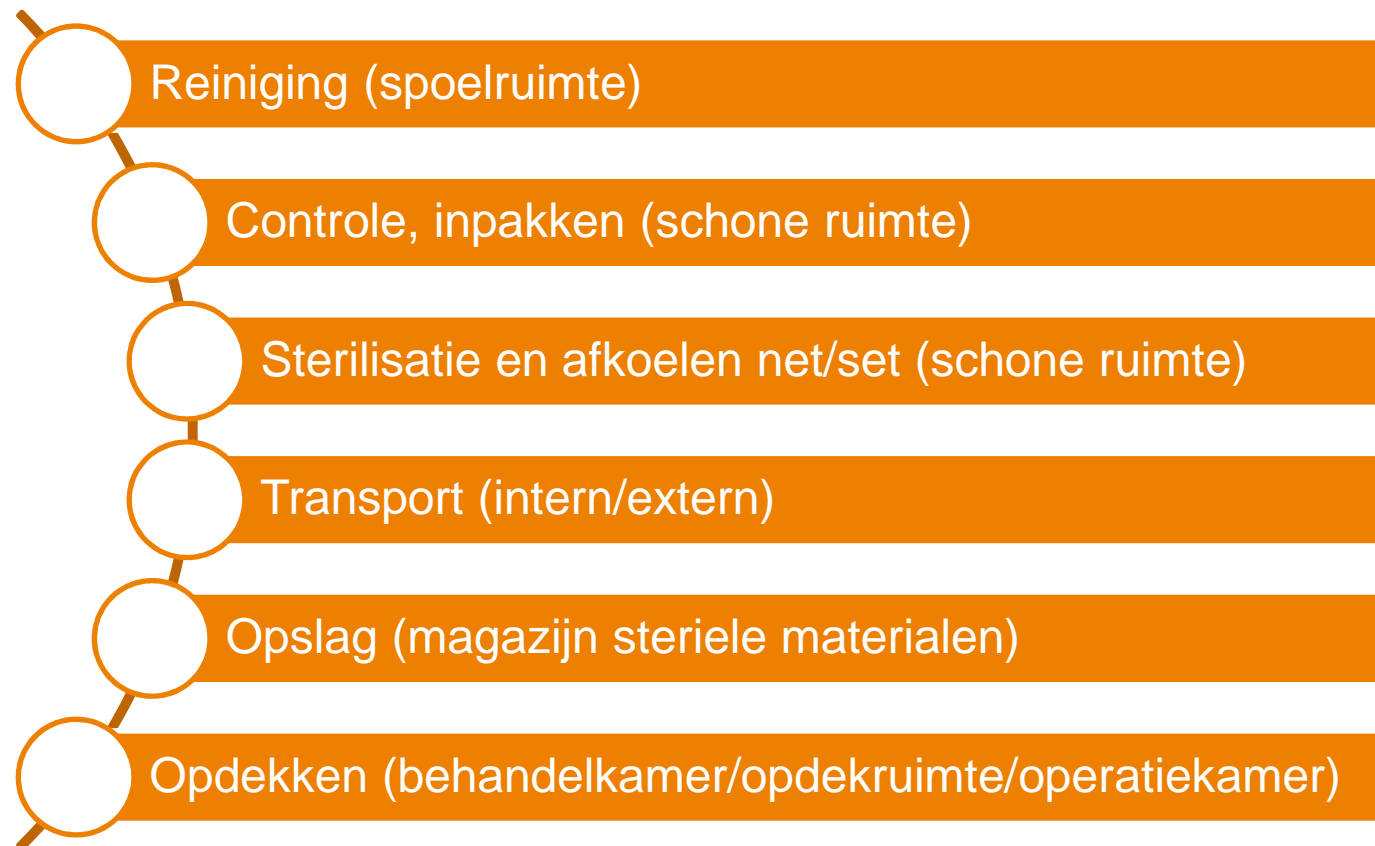 Reiniging (spoelruimte)
Controle, inpakken (schone ruimte)
Sterilisatie en afkoelen net/set (schone ruimte)
Transport (intern/extern)
Opslag (magazijn steriele materialen)
Opdekken (behandelkamer/opdekruimte/operatiekamer)